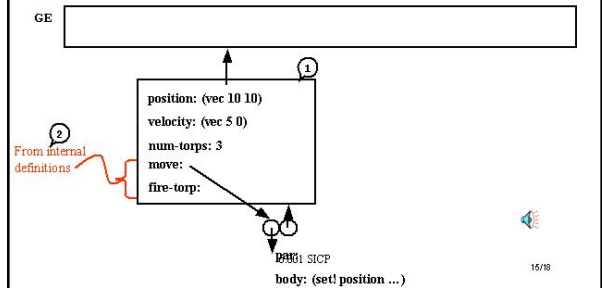 GE
1
position: (vec 10 10)
velocity: (vec 5 0)
num-torps: 3
2
From internal
definitions
move:
fire-torp:
par:
6.001 SICP
15/18
body: (set! position ...)